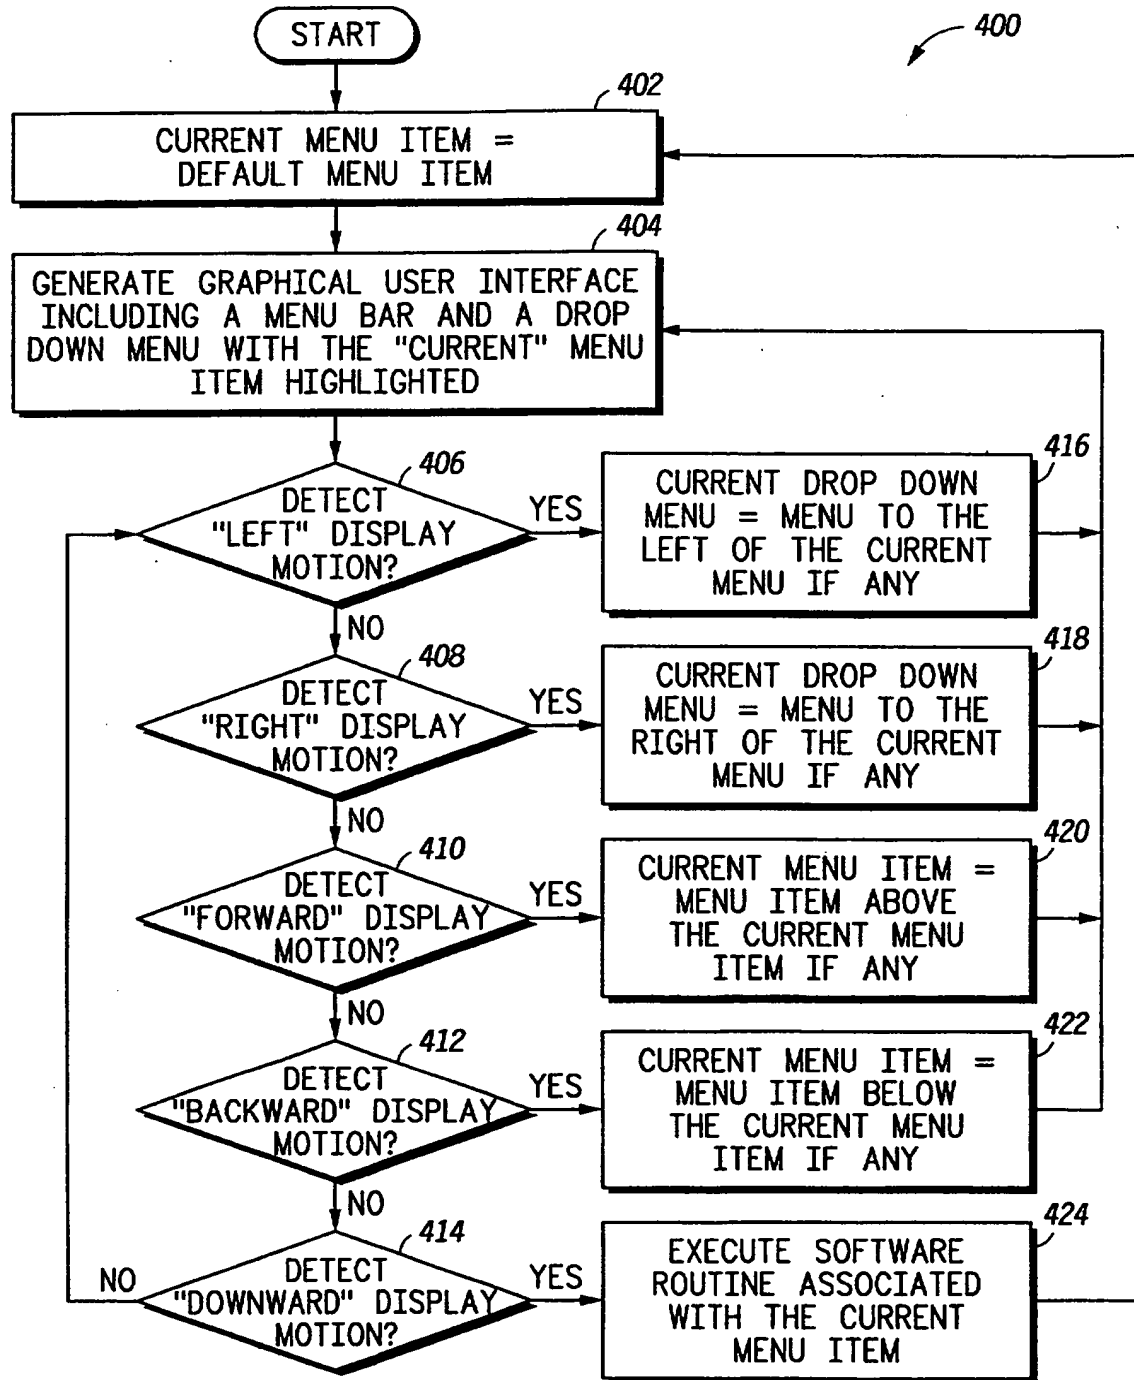 START
400
402
CURRENT MENU ITEM =
DEFAULT MENU ITEM
404
GENERATE GRAPHICAL USER INTERFACE
INCLUDING A MENU BAR AND A DROP
DOWN MENU WITH THE "CURRENT" MENU
ITEM HIGHLIGHTED
406
DETECT
"LEFT" DISPLAY
MOTION?
YES
NO
416
CURRENT DROP DOWN
MENU = MENU TO THE
LEFT OF THE CURRENT
MENU IF ANY
408
DETECT
"RIGHT" DISPLAY
MOTION?
YES
NO
418
CURRENT DROP DOWN
MENU = MENU TO THE
RIGHT OF THE CURRENT
MENU IF ANY
410
DETECT
"FORWARD" DISPLAY
MOTION?
YES
NO
420
CURRENT MENU ITEM =
MENU ITEM ABOVE
THE CURRENT MENU
ITEM IF ANY
412
DETECT
"BACKWARD" DISPLAY
MOTION?
YES
NO
422
CURRENT MENU ITEM =
MENU ITEM BELOW
THE CURRENT MENU
ITEM IF ANY
414
DETECT
"DOWNWARD" DISPLAY
MOTION?
NO
YES
424
EXECUTE SOFTWARE
ROUTINE ASSOCIATED
WITH THE CURRENT
MENU ITEM